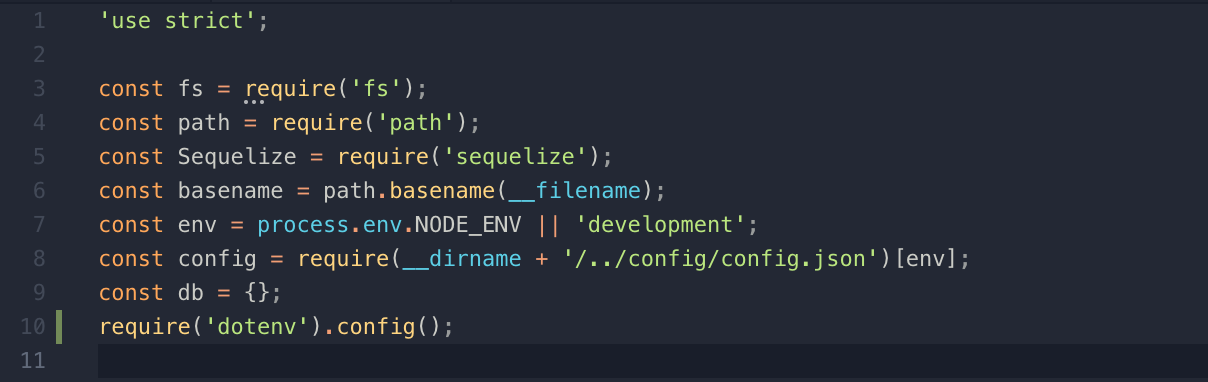 1 'use strict';
2
3 const fs = require('fs');
4 const path = require('path');
5 const Sequelize = require('sequelize');
6 const basename = path.basename(__filename);
7 const env = process.env.NODE_ENV || 'development';
8 const config = require(__dirname + '/../config/config.json')[env];
9 const db = {};
10 require('dotenv').config();
11